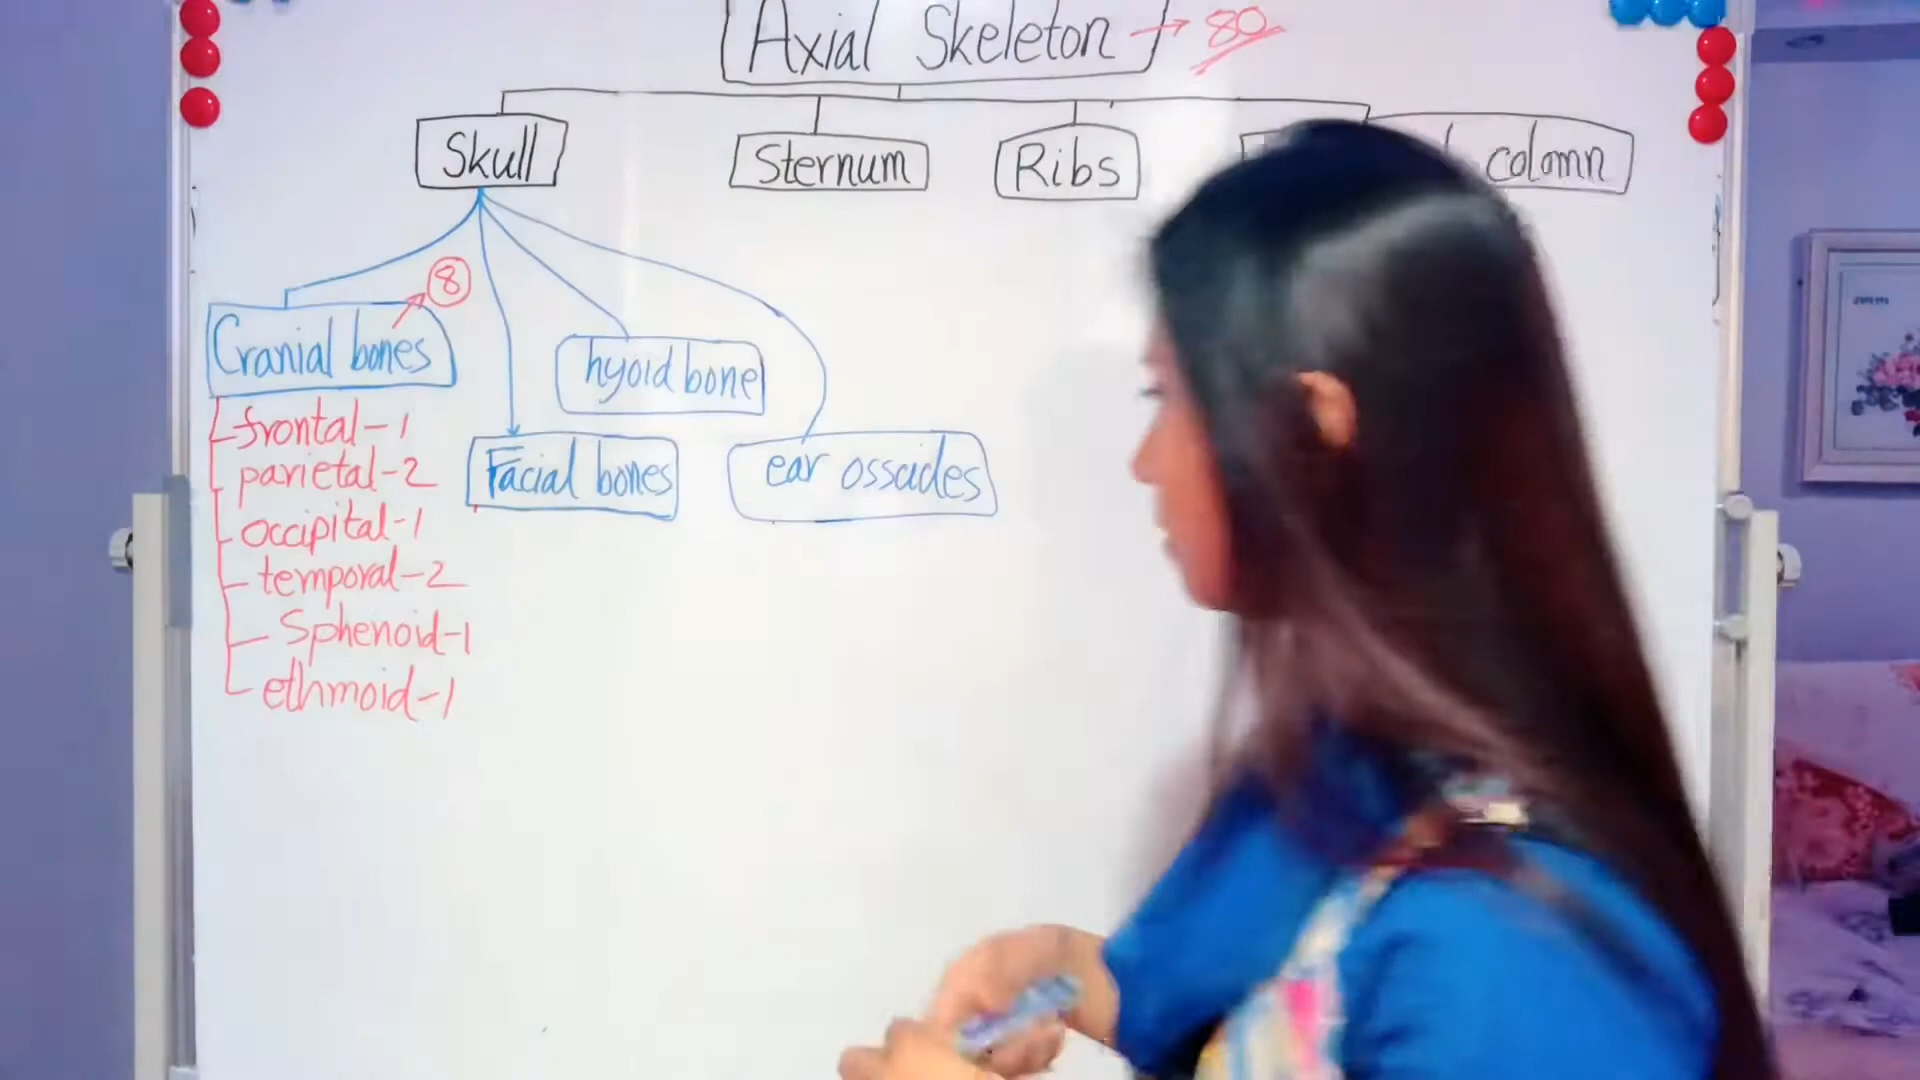 Axial Skeleton → 80
Skull
Sternum
Ribs
colomn
8
Cranial bones
hyoid bone
Facial bones
ear ossicles
frontal-1
parietal-2
occipital-1
temporal-2
Sphenoid-1
ethmoid-1